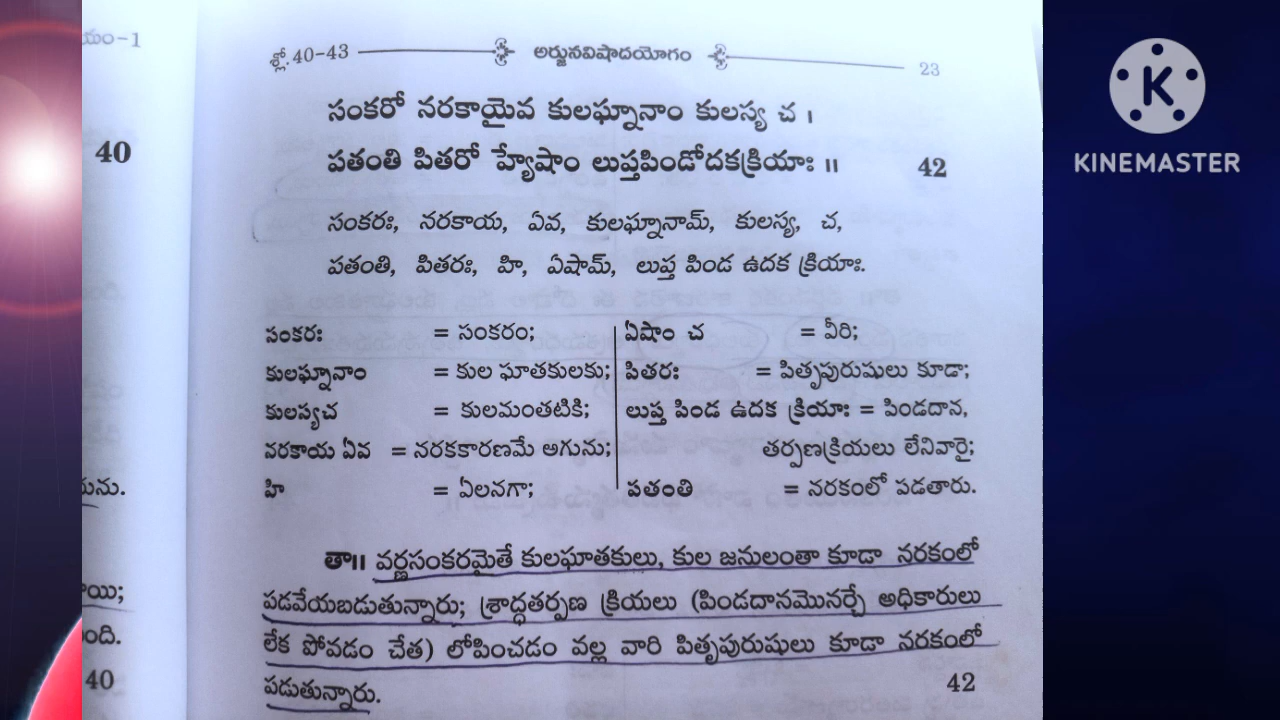 యం-1
40
ను.
యి;
ంది.
40
శ్లో.40-43 అర్జునవిషాదయోగం 23
సంకరో నరకాయైవ కులఘ్నానాం కులస్య చ ।
పతంతి పితరో హ్యేషాం లుప్తపిండోదకక్రియాః ॥ 42
సంకరః, నరకాయ, ఏవ, కులఘ్నానామ్, కులస్య, చ,
పతంతి, పితరః, హి, ఏషామ్, లుప్త పిండ ఉదక క్రియాః.
సంకరః = సంకరం;
కులఘ్నానాం = కుల ఘాతకులకు;
కులస్యచ = కులమంతటికి;
నరకాయ ఏవ = నరకకారణమే అగును;
హి = ఏలనగా;
ఏషాం చ = వీరి;
పితరః = పితృపురుషులు కూడా;
లుప్త పిండ ఉదక క్రియాః = పిండదాన,
తర్పణక్రియలు లేనివారై;
పతంతి = నరకంలో పడతారు.
తా॥ వర్ణసంకరమైతే కులఘాతకులు, కుల జనులంతా కూడా నరకంలో
పడవేయబడుతున్నారు; శ్రాద్ధతర్పణ క్రియలు (పిండదానమొనర్చే అధికారులు
లేక పోవడం చేత) లోపించడం వల్ల వారి పితృపురుషులు కూడా నరకంలో
పడుతున్నారు. 42
KINEMASTER